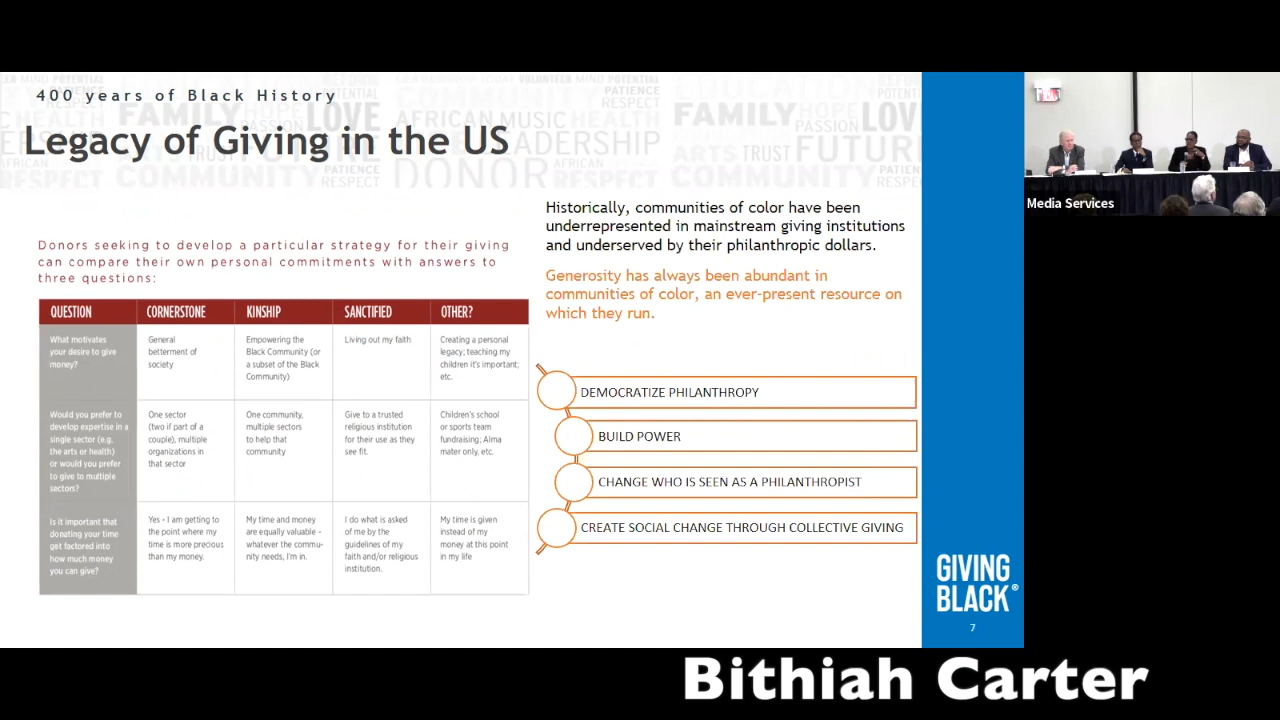 400 years of Black History
Legacy of Giving in the US
Donors seeking to develop a particular strategy for their giving
can compare their own personal commitments with answers to
three questions:
QUESTION
CORNERSTONE
KINSHIP
SANCTIFIED
OTHER?
What motivates
your desire to give
money?
General
betterment of
society
Empowering the
Black Community (or
a subset of the Black
Community)
Living out my faith
Creating a personal
legacy; teaching my
children it's important;
etc.
Would you prefer to
develop expertise in a
single sector (e.g.
the arts or health)
or would you prefer
to give to multiple
sectors?
One sector
(two if part of a
couple), multiple
organizations in
that sector
One community,
multiple sectors
to help that
community
Give to a trusted
religious institution
for their use as they
see fit.
Children's school
or sports team
fundraising; Alma
mater only, etc.
Is it important that
donating your time
get factored into
how much money
you can give?
Yes - I am getting to
the point where my
time is more precious
than my money.
My time and money
are equally valuable -
whatever the commu-
nity needs, I'm in.
I do what is asked
of me by the
guidelines of my
faith and/or religious
institution.
My time is given
instead of my
money at this point
in my life
Historically, communities of color have been
underrepresented in mainstream giving institutions
and underserved by their philanthropic dollars.
Generosity has always been abundant in
communities of color, an ever-present resource on
which they run.
DEMOCRATIZE PHILANTHROPY
BUILD POWER
CHANGE WHO IS SEEN AS A PHILANTHROPIST
CREATE SOCIAL CHANGE THROUGH COLLECTIVE GIVING
GIVING
BLACK®
7
Media Services
Bithiah Carter